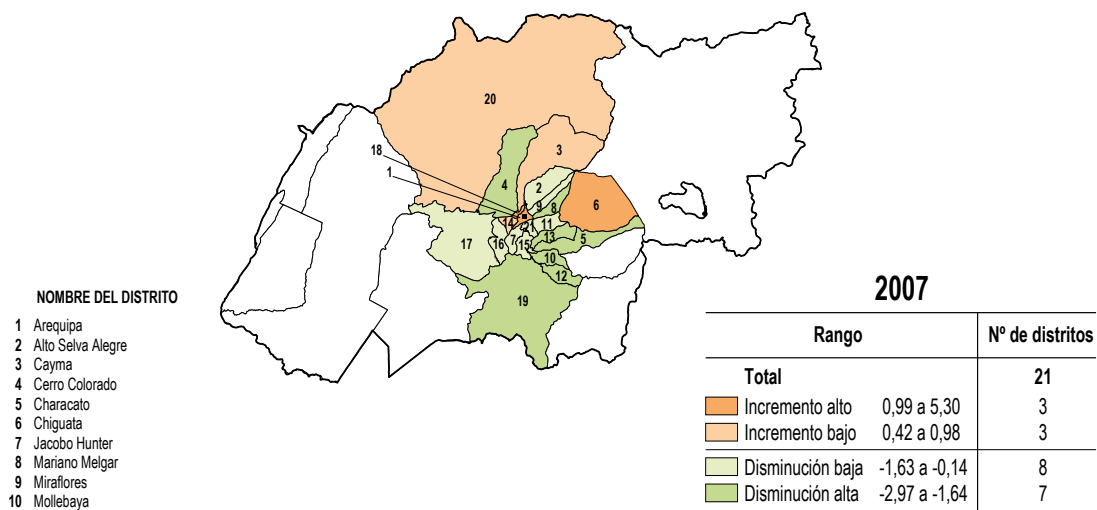 20
3
18
1
4
2
9
8
6
14
21
11
13
5
17
16
7
15
10
12
19
NOMBRE DEL DISTRITO
1 Arequipa
2 Alto Selva Alegre
3 Cayma
4 Cerro Colorado
5 Characato
6 Chiguata
7 Jacobo Hunter
8 Mariano Melgar
9 Miraflores
10 Mollebaya
2007
Rango Nº de distritos
Total 21
Incremento alto 0,99 a 5,30 3
Incremento bajo 0,42 a 0,98 3
Disminución baja -1,63 a -0,14 8
Disminución alta -2,97 a -1,64 7